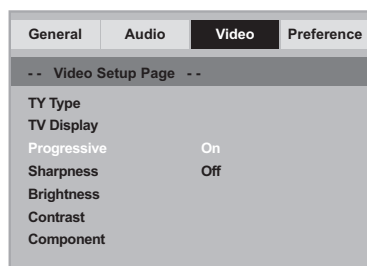 General Audio Video Preference
- - Video Setup Page - -
TY Type
TV Display
Progressive On
Sharpness Off
Brightness
Contrast
Component